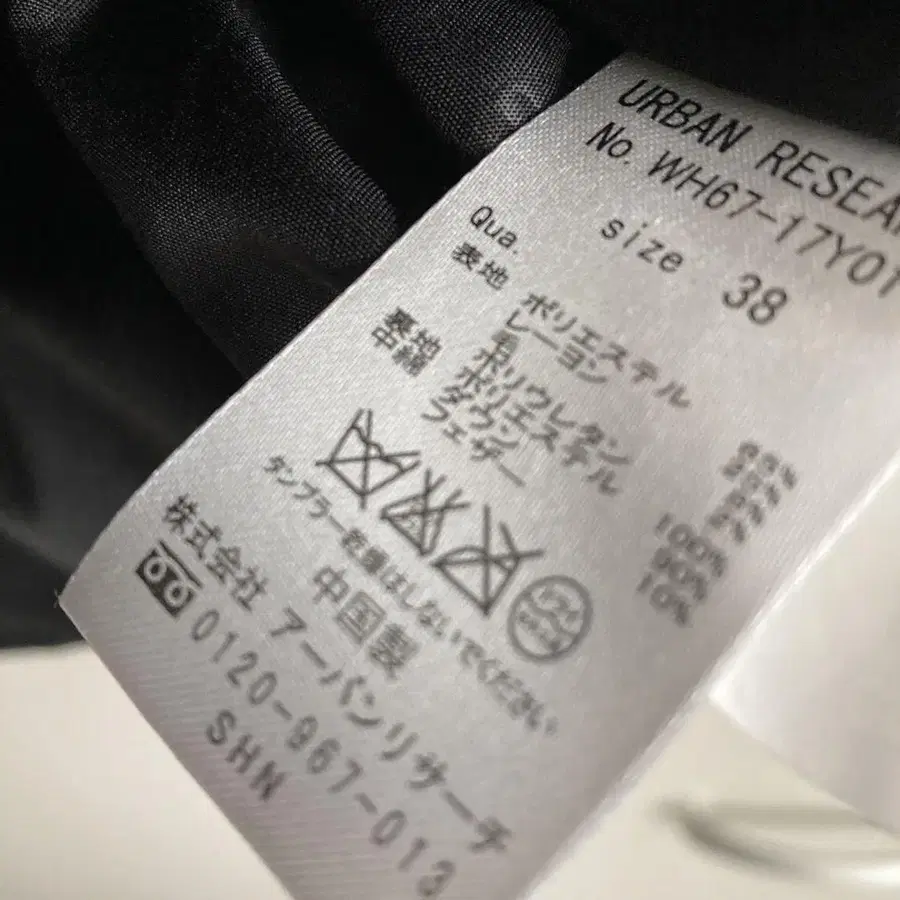 URBAN RESEA
No. WH67-17Y01
size 38
Qua.
表地 ポリエステル
レーヨン
ポリウレタン
裏地 ポリエステル 100%
中綿 ダウン 90%
フェザー 10%
タンブラー乾燥はしないでください
中国製
株式会社 アーバンリサーチ
0120-967-013
SHN